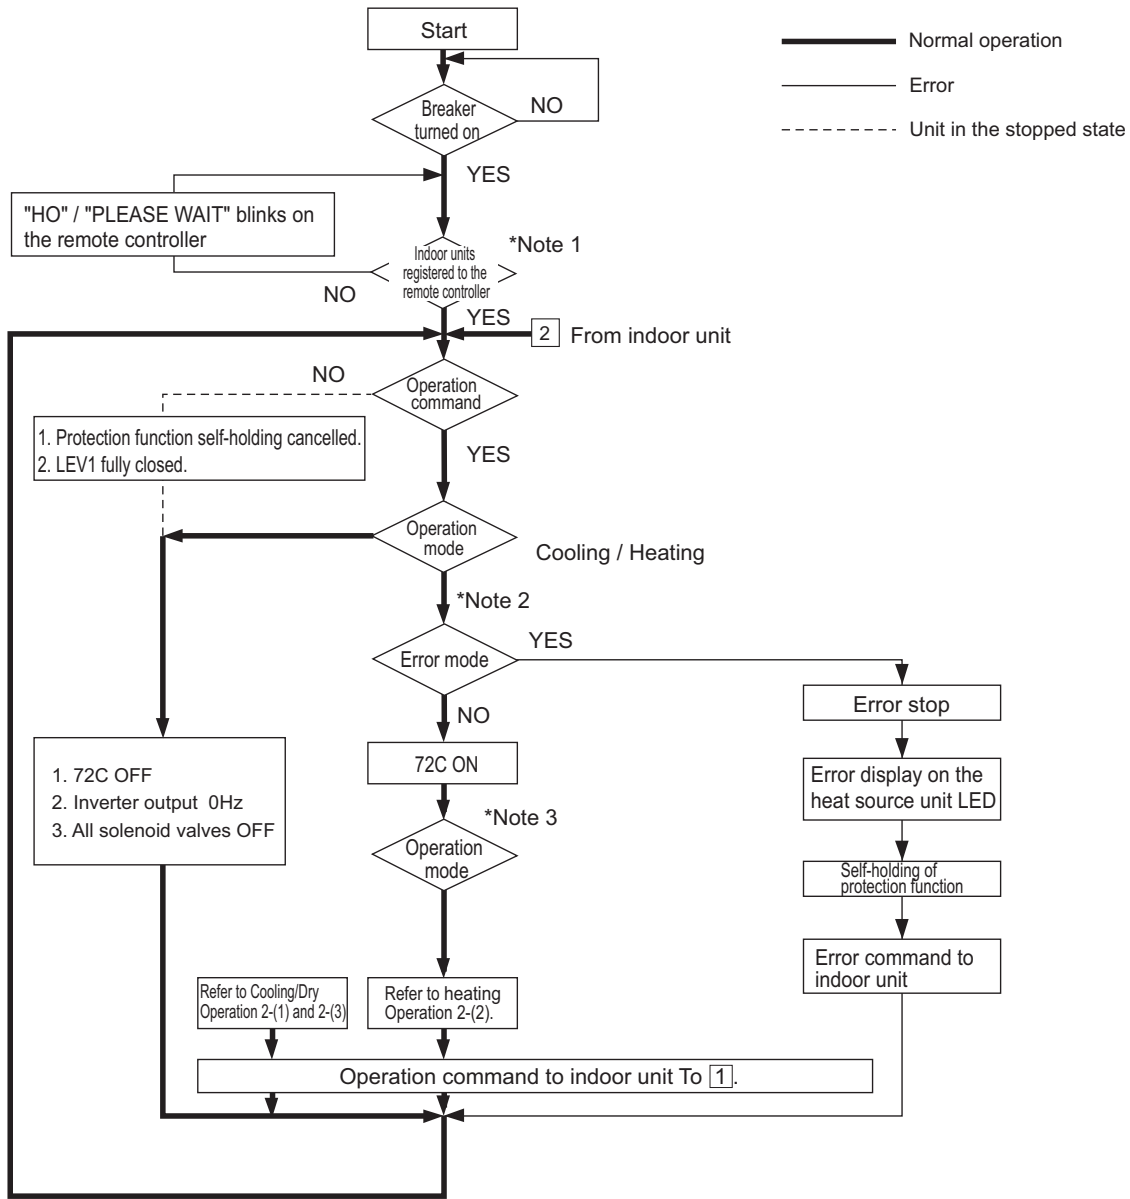 Start
Normal operation
Error
Unit in the stopped state
Breaker
turned on
NO
YES
"HO" / "PLEASE WAIT" blinks on
the remote controller
*Note 1
Indoor units
registered to the
remote controller
NO
YES
2 From indoor unit
NO
Operation
command
1. Protection function self-holding cancelled.
2. LEV1 fully closed.
YES
Operation
mode
Cooling / Heating
*Note 2
YES
Error mode
NO
Error stop
72C ON
Error display on the
heat source unit LED
1. 72C OFF
2. Inverter output 0Hz
3. All solenoid valves OFF
*Note 3
Operation
mode
Self-holding of
protection function
Error command to
indoor unit
Refer to Cooling/Dry
Operation 2-(1) and 2-(3)
Refer to heating
Operation 2-(2).
Operation command to indoor unit To 1.